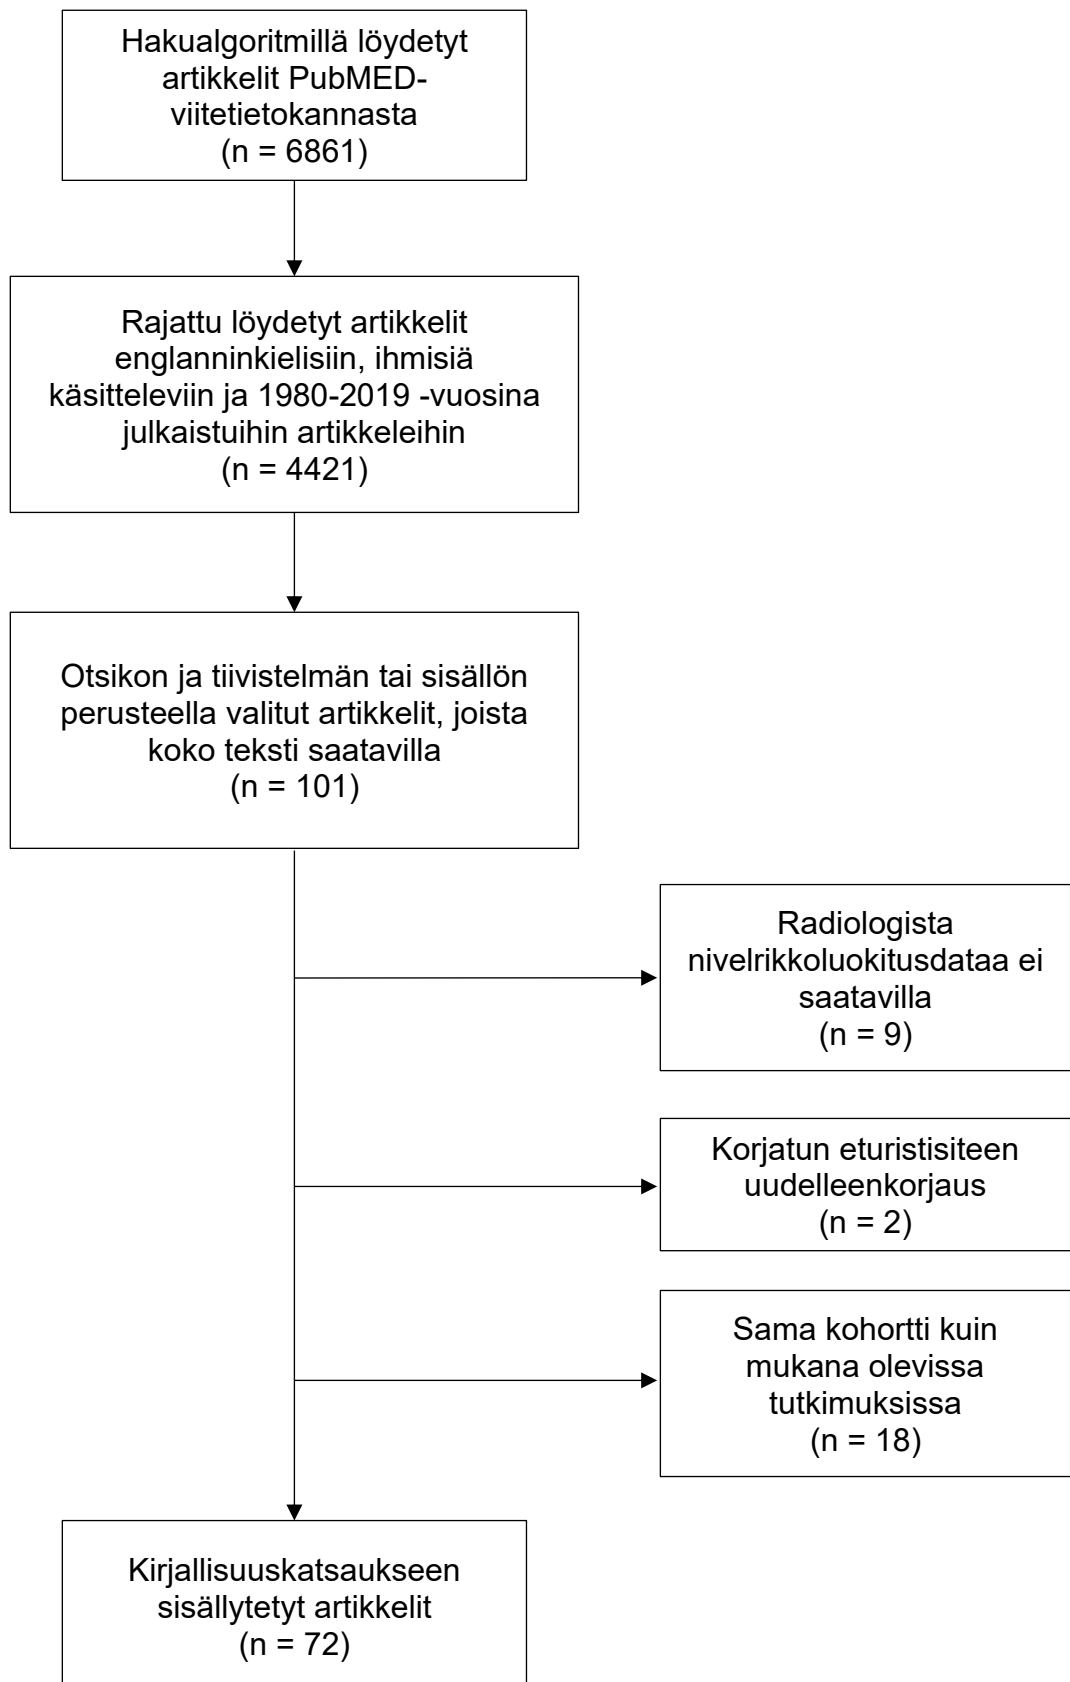 Hakualgoritmillä löydetyt
artikkelit PubMED-
viitetietokannasta
(n = 6861)
Rajattu löydetyt artikkelit
englanninkielisiin, ihmisiä
käsitteleviin ja 1980-2019 -vuosina
julkaistuihin artikkeleihin
(n = 4421)
Otsikon ja tiivistelmän tai sisällön
perusteella valitut artikkelit, joista
koko teksti saatavilla
(n = 101)
Radiologista
nivelrikkoluokitusdataa ei
saatavilla
(n = 9)
Korjatun eturistisiteen
uudelleenkorjaus
(n = 2)
Sama kohortti kuin
mukana olevissa
tutkimuksissa
(n = 18)
Kirjallisuuskatsaukseen
sisällytetyt artikkelit
(n = 72)